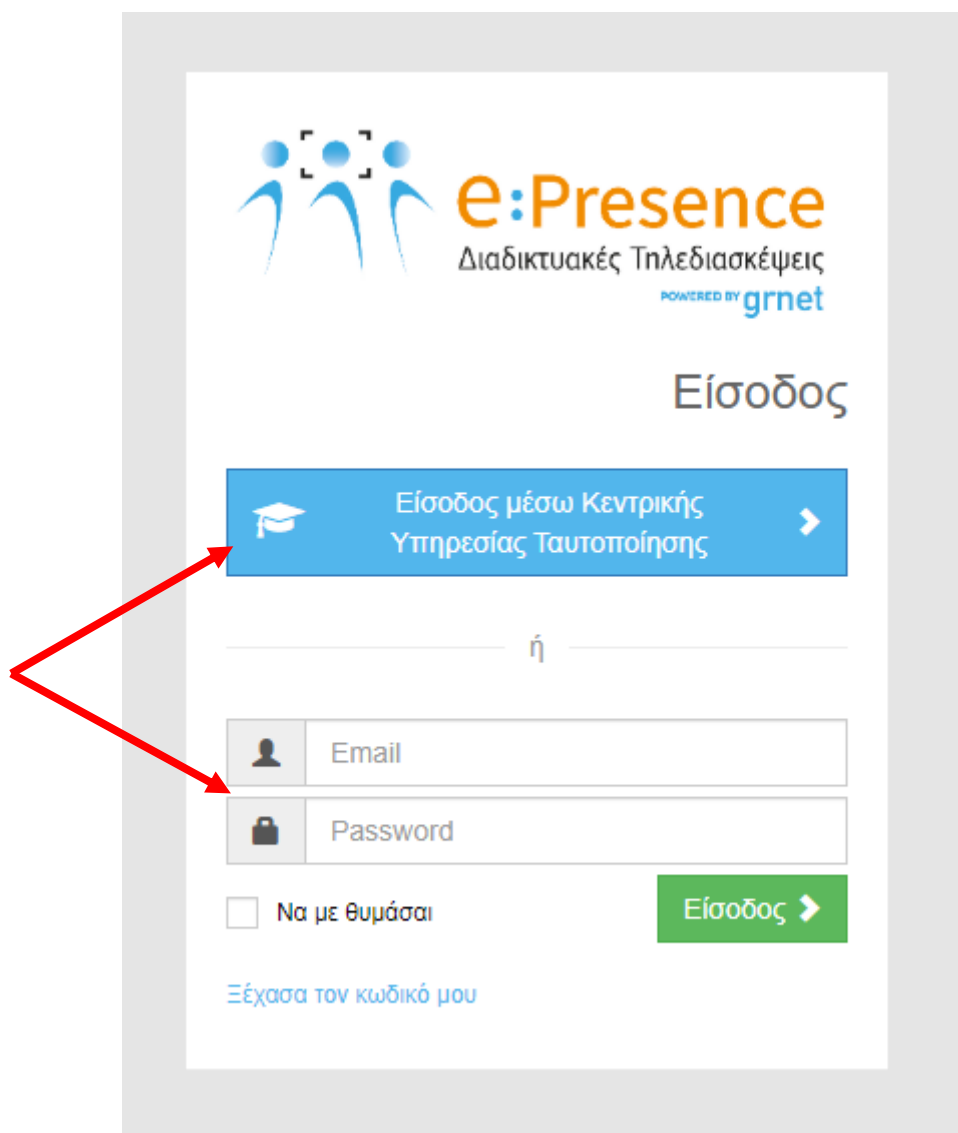 e:Presence
Διαδικτυακές Τηλεδιασκέψεις
POWERED BY grnet
Είσοδος
Είσοδος μέσω Κεντρικής
Υπηρεσίας Ταυτοποίησης
ή
Email
Password
Να με θυμάσαι
Είσοδος
Ξέχασα τον κωδικό μου